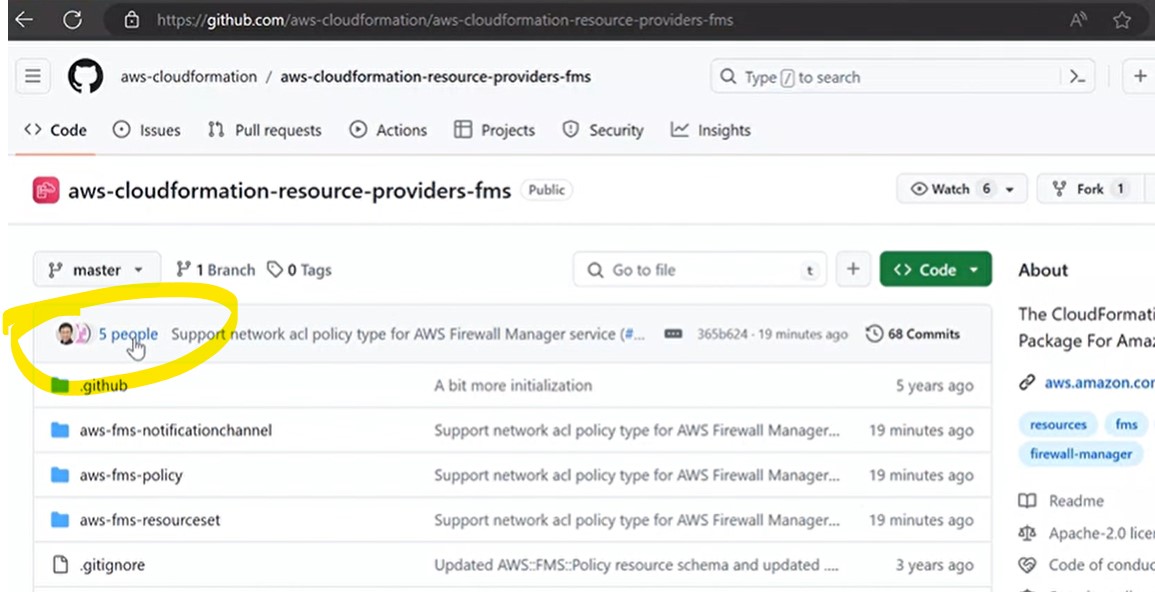 https://github.com/aws-cloudformation/aws-cloudformation-resource-providers-fms
aws-cloudformation / aws-cloudformation-resource-providers-fms
Type / to search
Code Issues Pull requests Actions Projects Security Insights
aws-cloudformation-resource-providers-fms Public
Watch 6 Fork 1
master 1 Branch 0 Tags Go to file t + Code
5 people Support network acl policy type for AWS Firewall Manager service (#... 365b624 · 19 minutes ago 68 Commits
.github A bit more initialization 5 years ago
aws-fms-notificationchannel Support network acl policy type for AWS Firewall Manager... 19 minutes ago
aws-fms-policy Support network acl policy type for AWS Firewall Manager... 19 minutes ago
aws-fms-resourceset Support network acl policy type for AWS Firewall Manager... 19 minutes ago
.gitignore Updated AWS::FMS::Policy resource schema and updated .... 3 years ago
About
The CloudFormati
Package For Amaz
aws.amazon.con
resources fms
firewall-manager
Readme
Apache-2.0 licen
Code of conduc